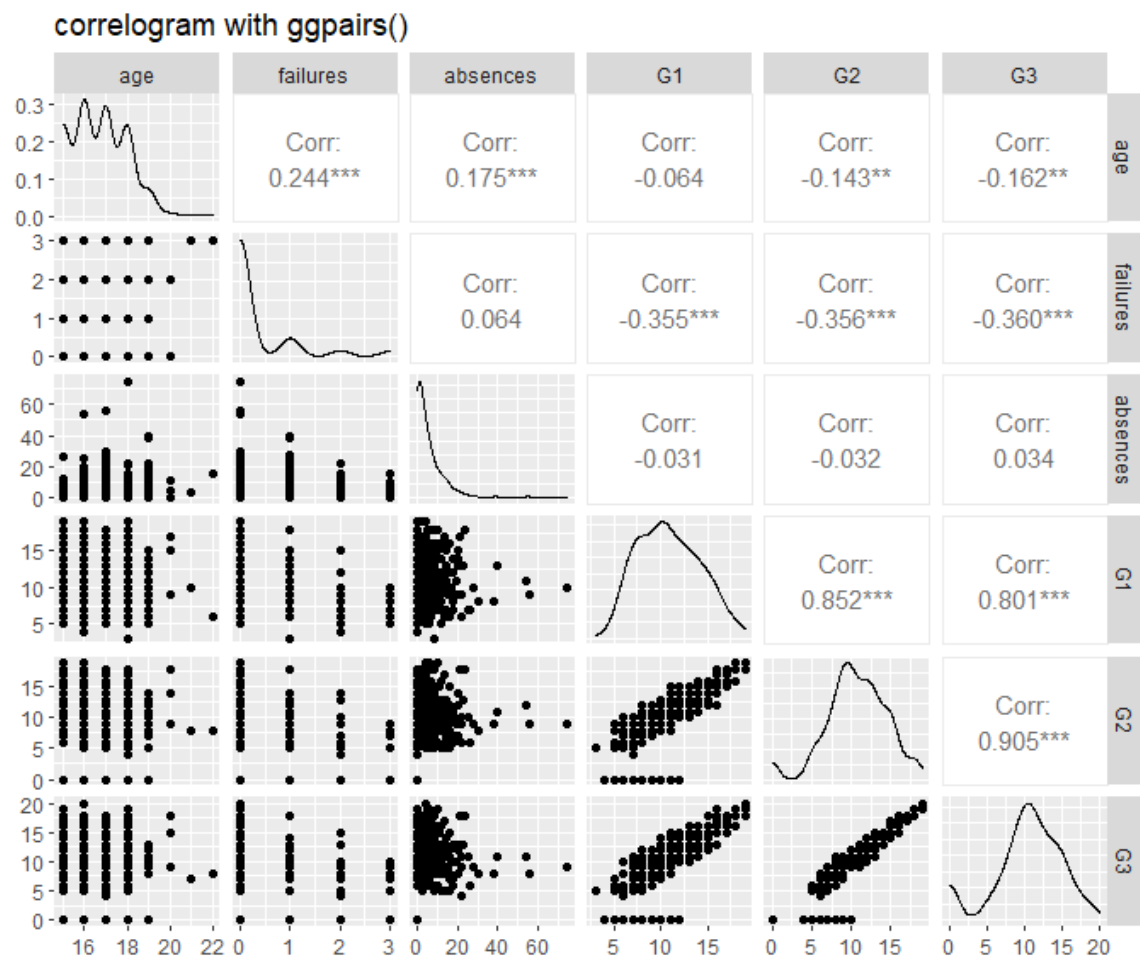 correlogram with ggpairs()
age failures absences G1 G2 G3
0.3
0.2
0.1
0.0
Corr:
0.244***
Corr:
0.175***
Corr:
-0.064
Corr:
-0.143**
Corr:
-0.162**
age
3
2
1
0
Corr:
0.064
Corr:
-0.355***
Corr:
-0.356***
Corr:
-0.360***
failures
60
40
20
0
Corr:
-0.031
Corr:
-0.032
Corr:
0.034
absences
15
10
5
Corr:
0.852***
Corr:
0.801***
G1
15
10
5
0
Corr:
0.905***
G2
20
15
10
5
0
G3
16 18 20 22 0 1 2 3 0 20 40 60 5 10 15 0 5 10 15 0 5 10 15 20